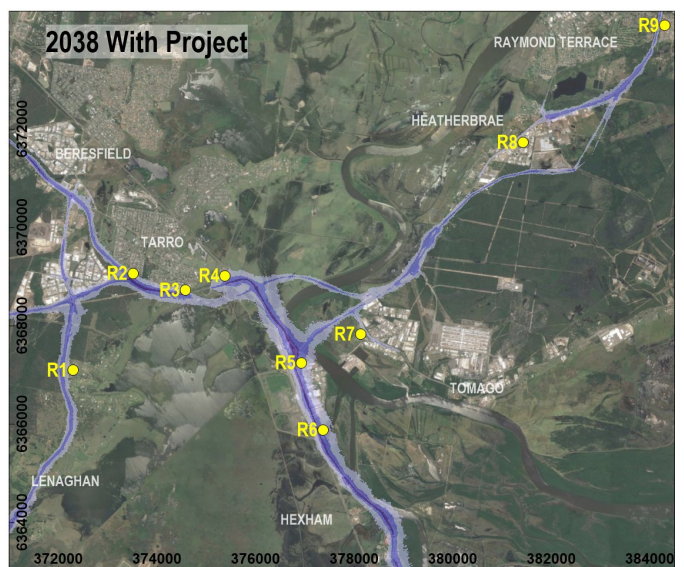 2038 With Project
R9
RAYMOND TERRACE
HEATHERBRAE
R8
BERESFIELD
TARRO
R2
R3
R4
R7
R5
R1
TOMAGO
R6
LENAGHAN
HEXHAM
6372000
6370000
6368000
6366000
6364000
372000 374000 376000 378000 380000 382000 384000